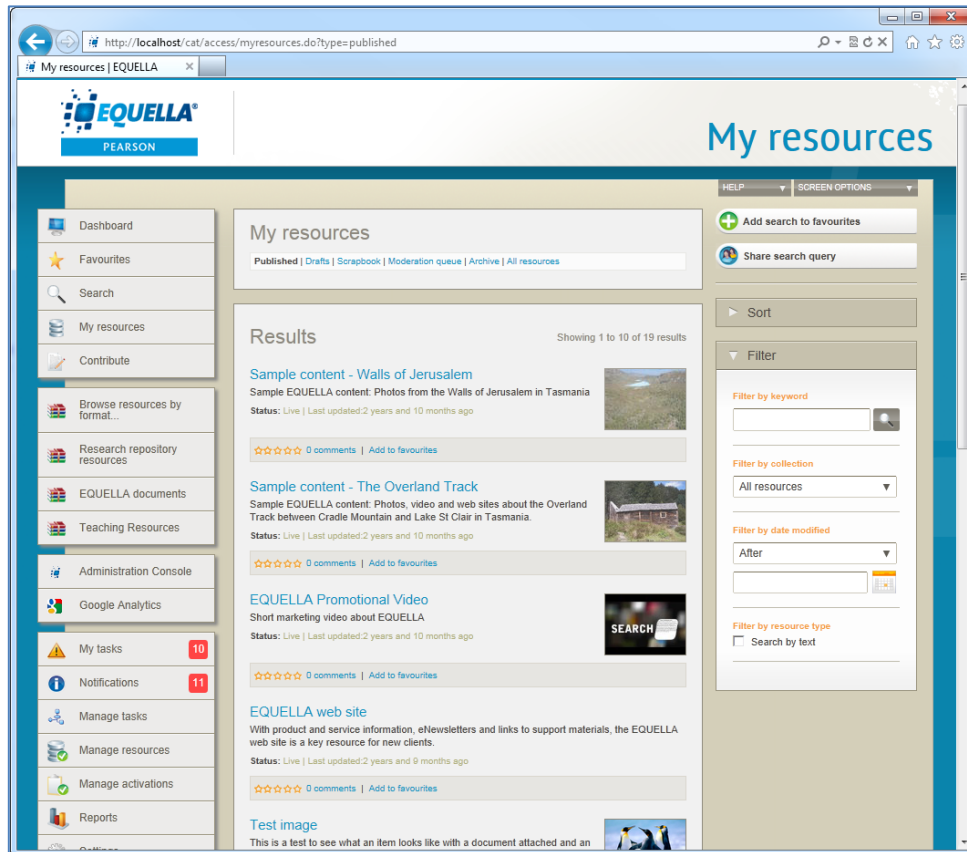 http://localhost/cat/access/myresources.do?type=published
My resources | EQUELLA
EQUELLA®
PEARSON
My resources
HELP
SCREEN OPTIONS
Dashboard
Favourites
Search
My resources
Contribute
Browse resources by
format...
Research repository
resources
EQUELLA documents
Teaching Resources
Administration Console
Google Analytics
My tasks 10
Notifications 11
Manage tasks
Manage resources
Manage activations
Reports
Settings
My resources
Published | Drafts | Scrapbook | Moderation queue | Archive | All resources
Results
Showing 1 to 10 of 19 results
Sample content - Walls of Jerusalem
Sample EQUELLA content: Photos from the Walls of Jerusalem in Tasmania
Status: Live | Last updated:2 years and 10 months ago
0 comments | Add to favourites
Sample content - The Overland Track
Sample EQUELLA content: Photos, video and web sites about the Overland
Track between Cradle Mountain and Lake St Clair in Tasmania.
Status: Live | Last updated:2 years and 10 months ago
0 comments | Add to favourites
EQUELLA Promotional Video
Short marketing video about EQUELLA
Status: Live | Last updated:2 years and 10 months ago
SEARCH
0 comments | Add to favourites
EQUELLA web site
With product and service information, eNewsletters and links to support materials, the EQUELLA
web site is a key resource for new clients.
Status: Live | Last updated:2 years and 9 months ago
0 comments | Add to favourites
Test image
This is a test to see what an item looks like with a document attached and an
Add search to favourites
Share search query
Sort
Filter
Filter by keyword
Filter by collection
All resources
Filter by date modified
After
Filter by resource type
Search by text